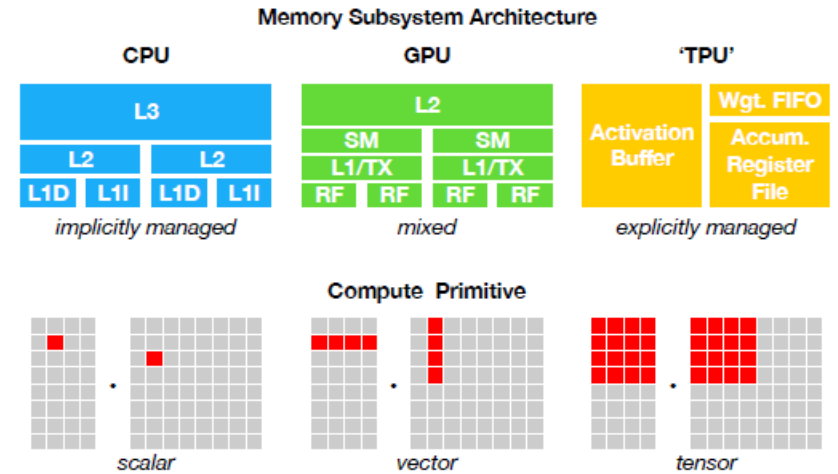 Memory Subsystem Architecture
CPU
GPU
'TPU'
L3
L2 L2
L1D L1I L1D L1I
implicitly managed
L2
SM SM
L1/TX L1/TX
RF RF RF RF
mixed
Activation
Buffer
Wgt. FIFO
Accum.
Register
File
explicitly managed
Compute Primitive
scalar
vector
tensor